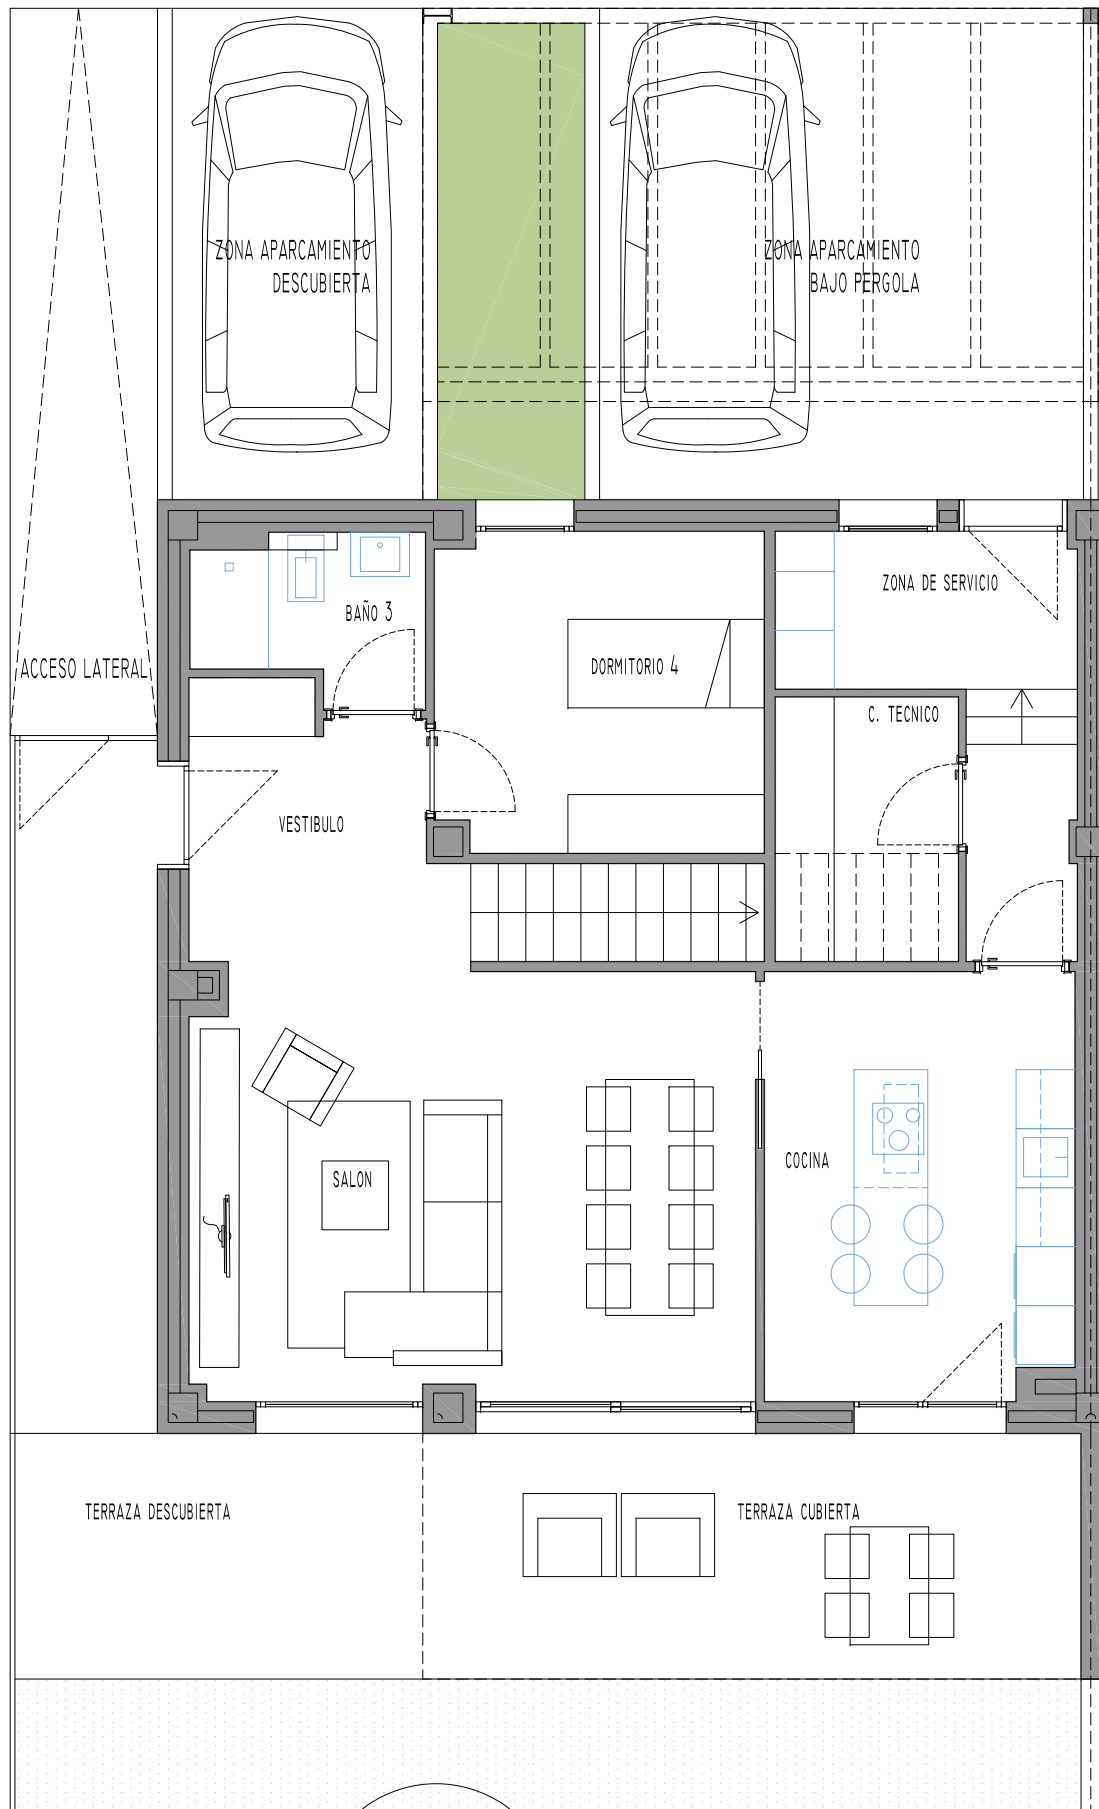 ZONA APARCAMIENTO
DESCUBIERTA
ZONA APARCAMIENTO
BAJO PERGOLA
ZONA DE SERVICIO
BAÑO 3
ACCESO LATERAL
DORMITORIO 4
C. TECNICO
VESTIBULO
COCINA
SALON
TERRAZA DESCUBIERTA
TERRAZA CUBIERTA